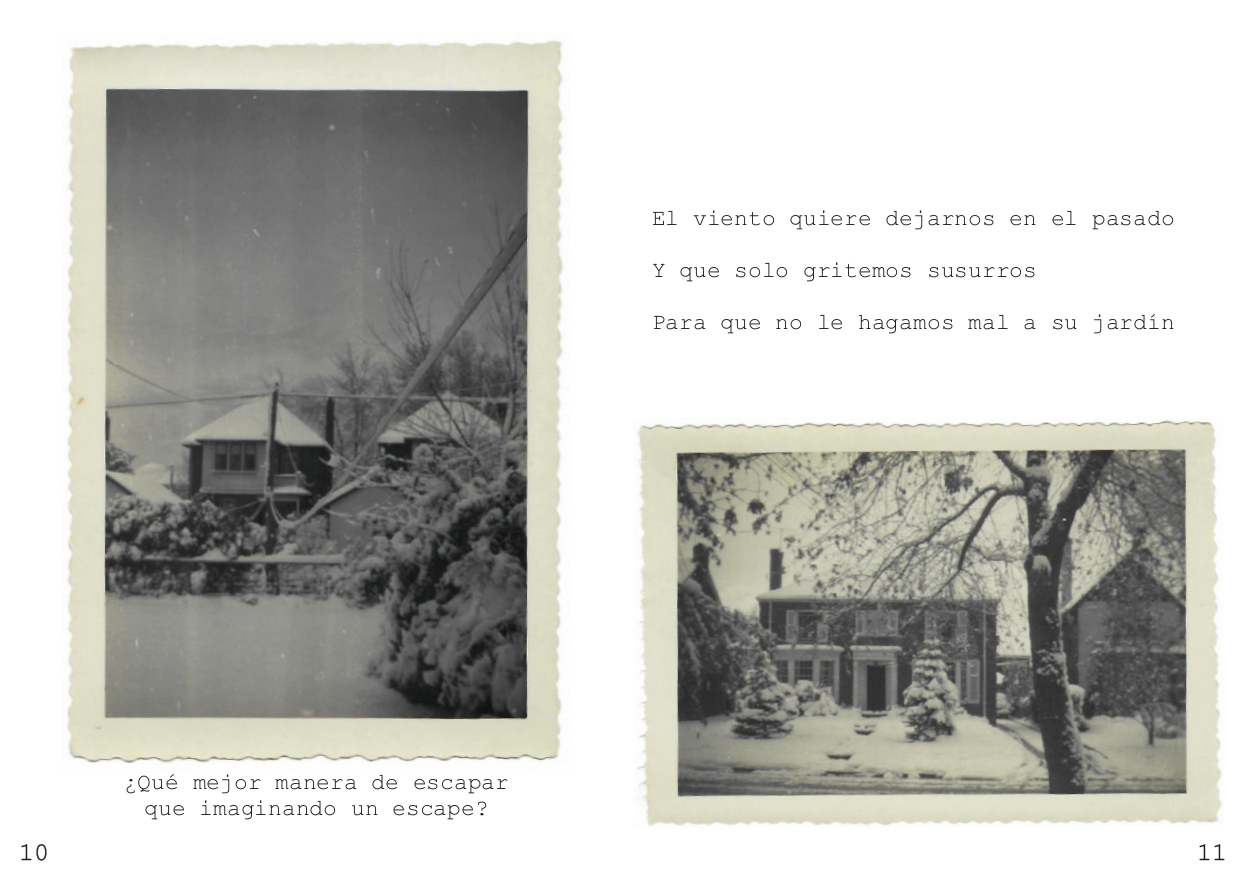 ¿Qué mejor manera de escapar
que imaginando un escape?
10
El viento quiere dejarnos en el pasado
Y que solo gritemos susurros
Para que no le hagamos mal a su jardín
11